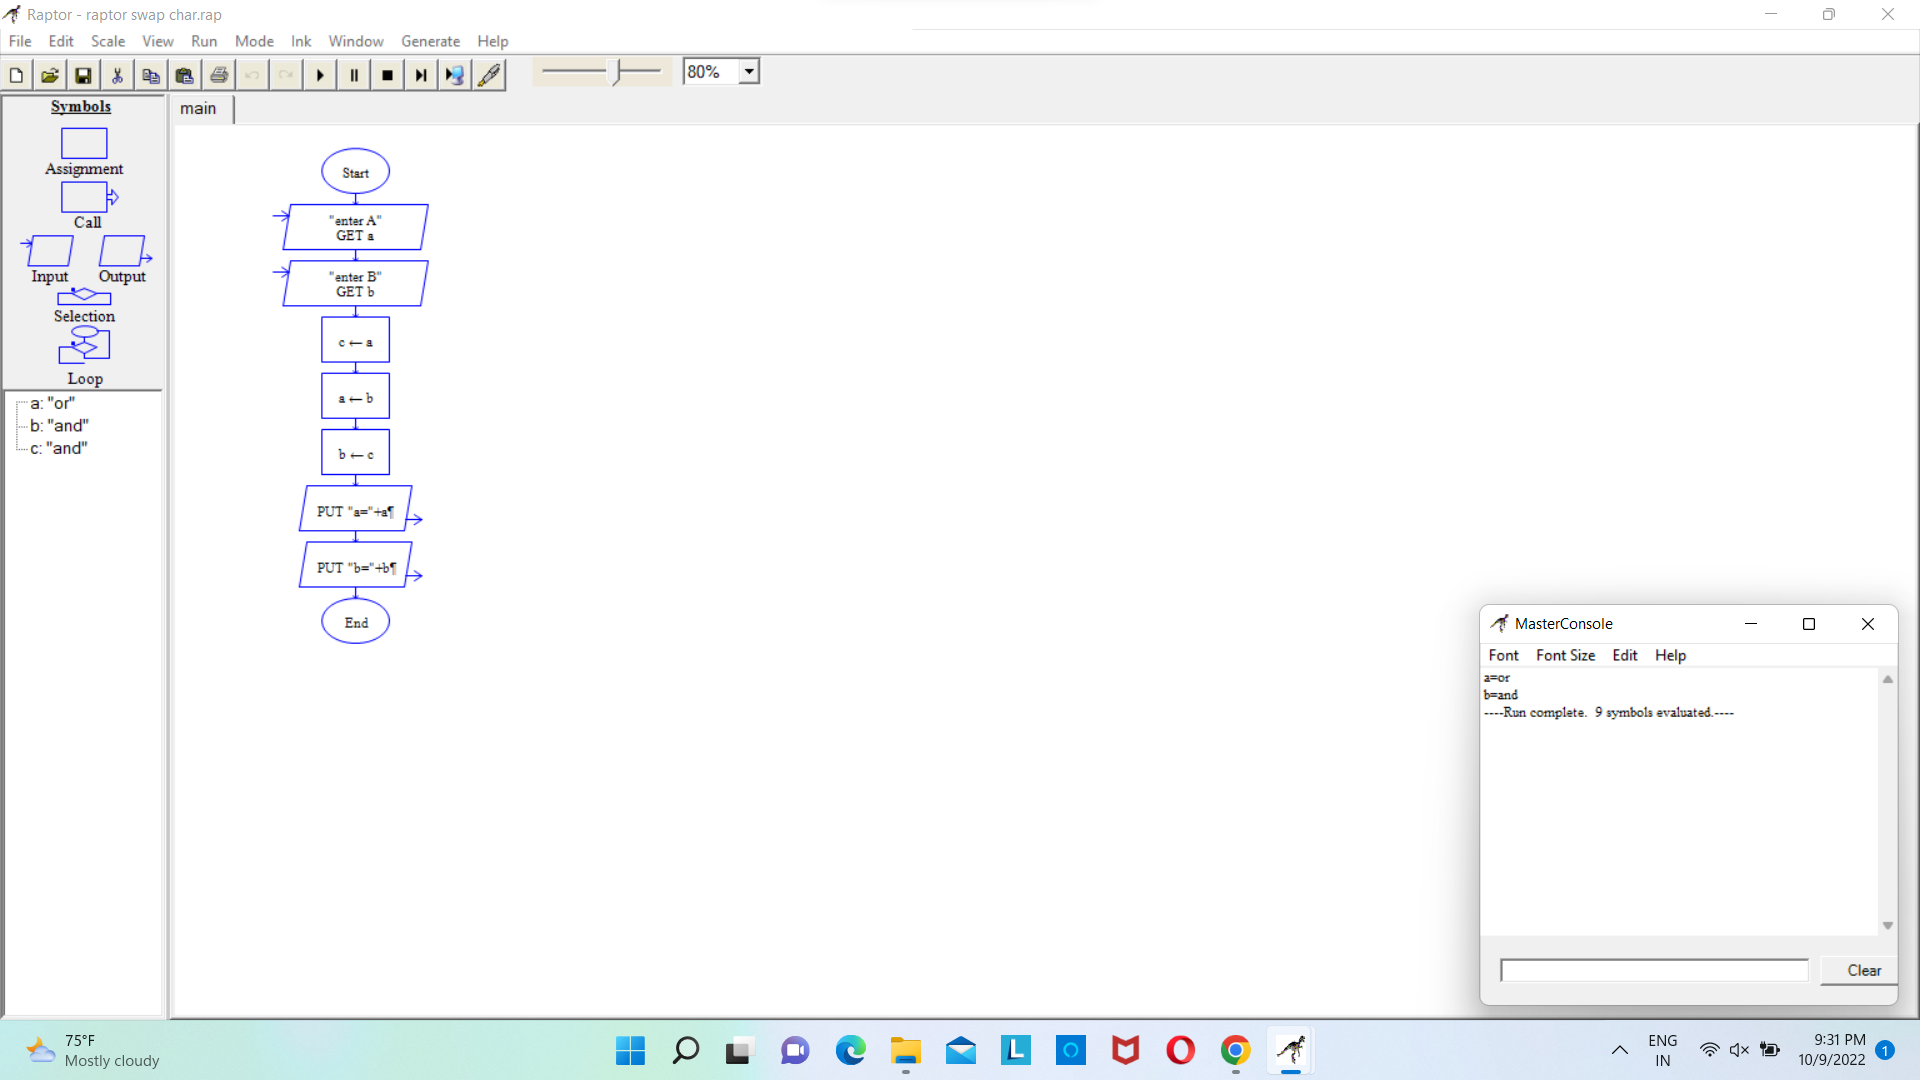 Raptor - raptor swap char.rap
File Edit Scale View Run Mode Ink Window Generate Help
80%
Symbols
Assignment
Call
Input Output
Selection
Loop
a: "or"
b: "and"
c: "and"
main
Start
"enter A"
GET a
"enter B"
GET b
c ← a
a ← b
b ← c
PUT "a="+a¶
PUT "b="+b¶
End
MasterConsole
Font Font Size Edit Help
a=or
b=and
----Run complete. 9 symbols evaluated.----
Clear
75°F
Mostly cloudy
L
ENG
IN
9:31 PM
10/9/2022
1